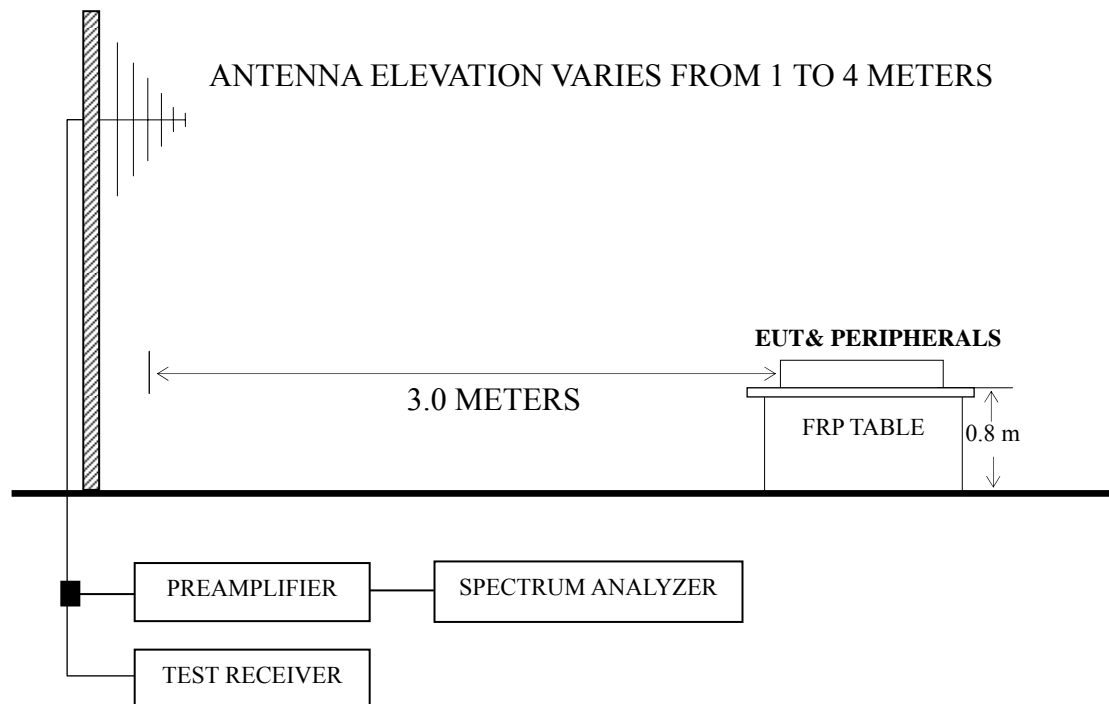 ANTENNA ELEVATION VARIES FROM 1 TO 4 METERS
EUT& PERIPHERALS
3.0 METERS
FRP TABLE
0.8 m
PREAMPLIFIER
SPECTRUM ANALYZER
TEST RECEIVER